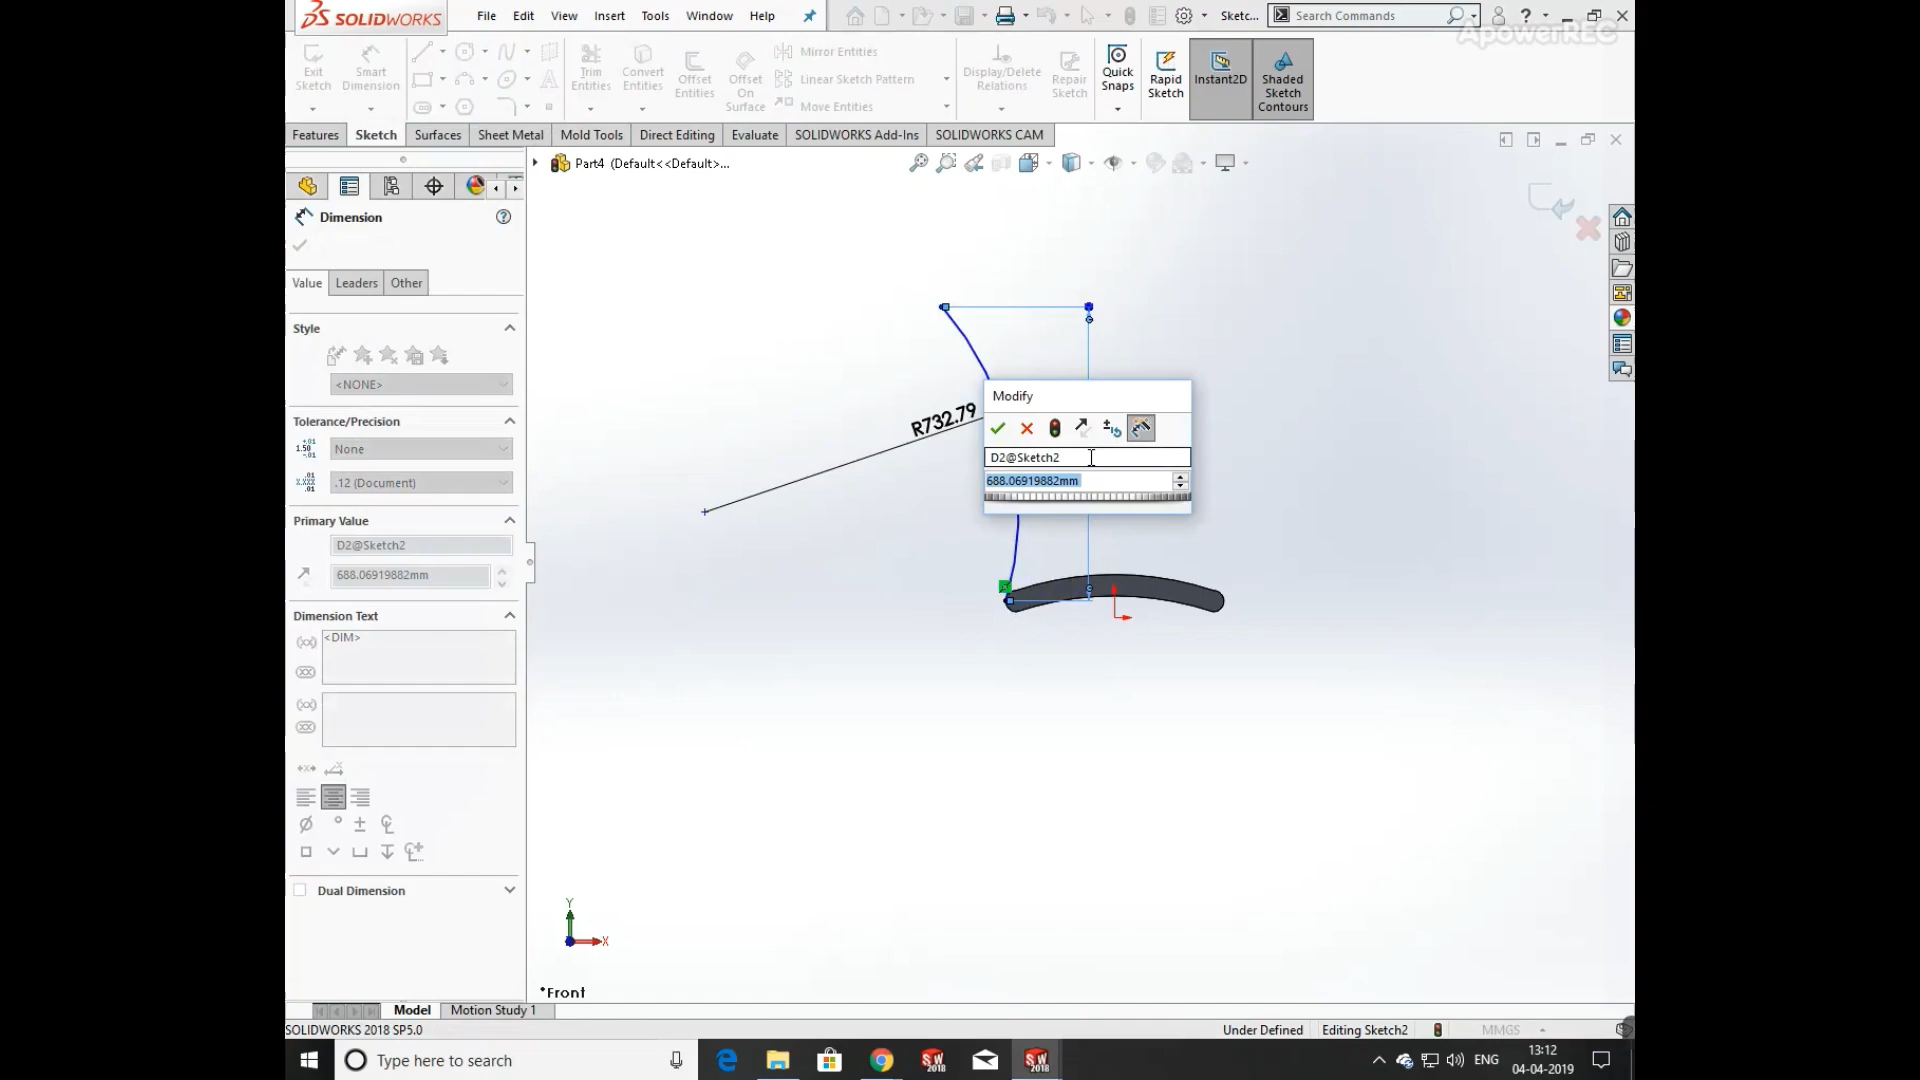 SOLIDWORKS
File Edit View Insert Tools Window Help
Sketc...
Search Commands
ApowerREC
Exit Sketch
Smart Dimension
Trim Entities
Convert Entities
Offset Entities
Offset On Surface
Mirror Entities
Linear Sketch Pattern
Move Entities
Display/Delete Relations
Repair Sketch
Quick Snaps
Rapid Sketch
Instant2D
Shaded Sketch Contours
Features Sketch Surfaces Sheet Metal Mold Tools Direct Editing Evaluate SOLIDWORKS Add-Ins SOLIDWORKS CAM
Part4 (Default<<Default>...
Dimension
Value Leaders Other
Style
<NONE>
Tolerance/Precision
None
.12 (Document)
Primary Value
D2@Sketch2
688.06919882mm
Dimension Text
<DIM>
Dual Dimension
R732.79
Modify
D2@Sketch2
688.06919882mm
Y
X
*Front
Model Motion Study 1
SOLIDWORKS 2018 SP5.0
Under Defined Editing Sketch2 MMGS
Type here to search
SW 2018
SW 2018
ENG
13:12
04-04-2019